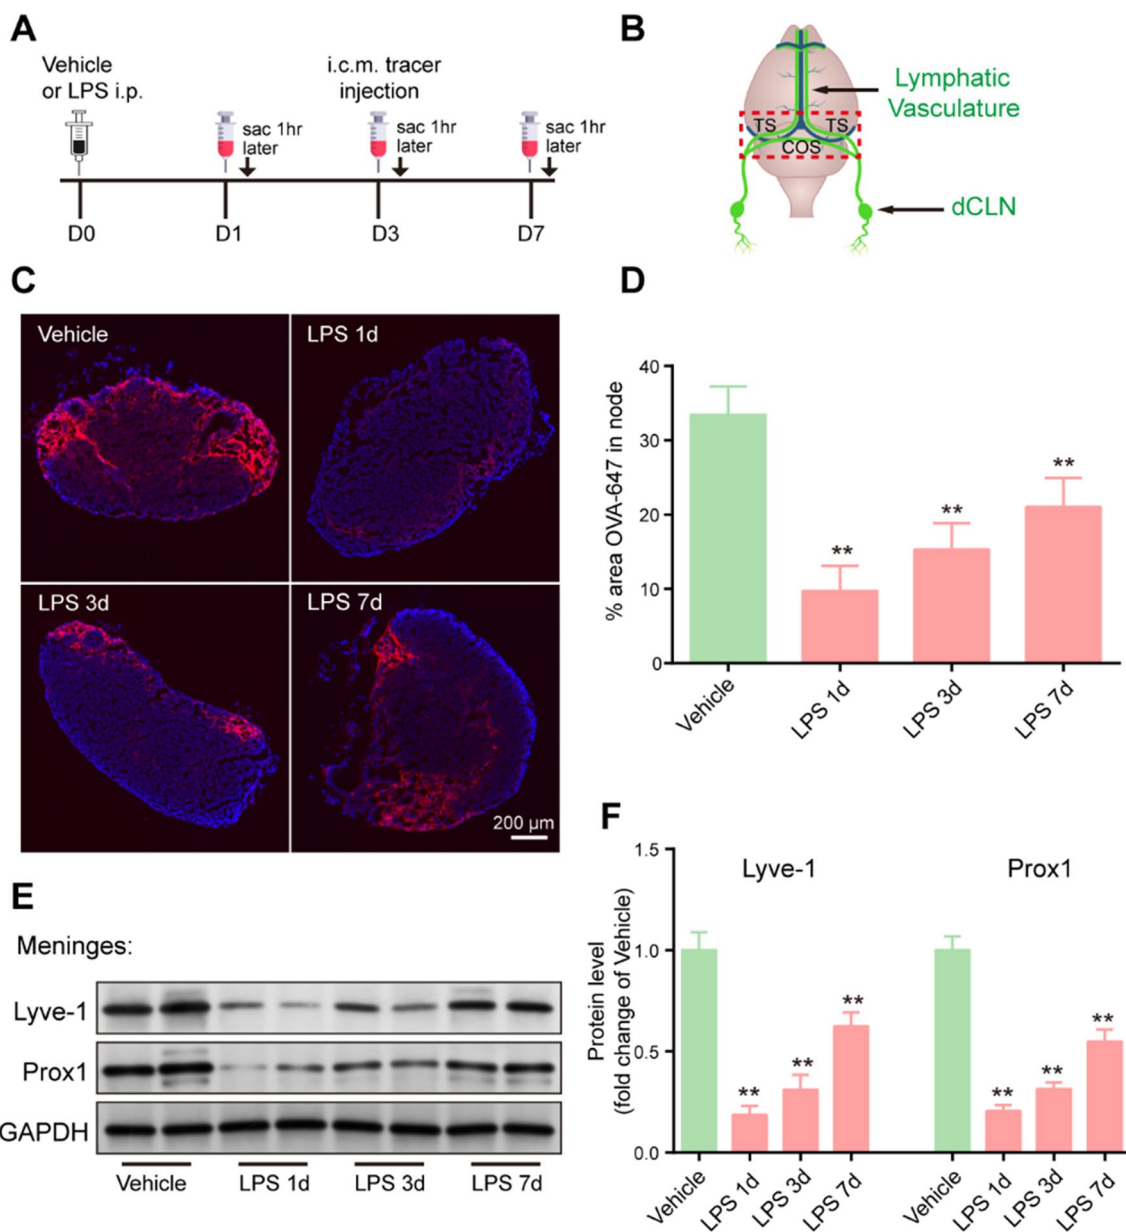 A
Vehicle
or LPS i.p.
i.c.m. tracer
injection
sac 1hr
later
sac 1hr
later
sac 1hr
later
D0
D1
D3
D7
B
Lymphatic
Vasculature
TS
TS
COS
dCLN
C
Vehicle
LPS 1d
LPS 3d
LPS 7d
200 μm
D
% area OVA-647 in node
40
30
20
10
0
**
**
**
Vehicle
LPS 1d
LPS 3d
LPS 7d
E
Meninges:
Lyve-1
Prox1
GAPDH
Vehicle
LPS 1d
LPS 3d
LPS 7d
F
Protein level
(fold change of Vehicle)
1.5
1.0
0.5
0.0
Lyve-1
Prox1
**
**
**
**
**
**
Vehicle
LPS 1d
LPS 3d
LPS 7d
Vehicle
LPS 1d
LPS 3d
LPS 7d